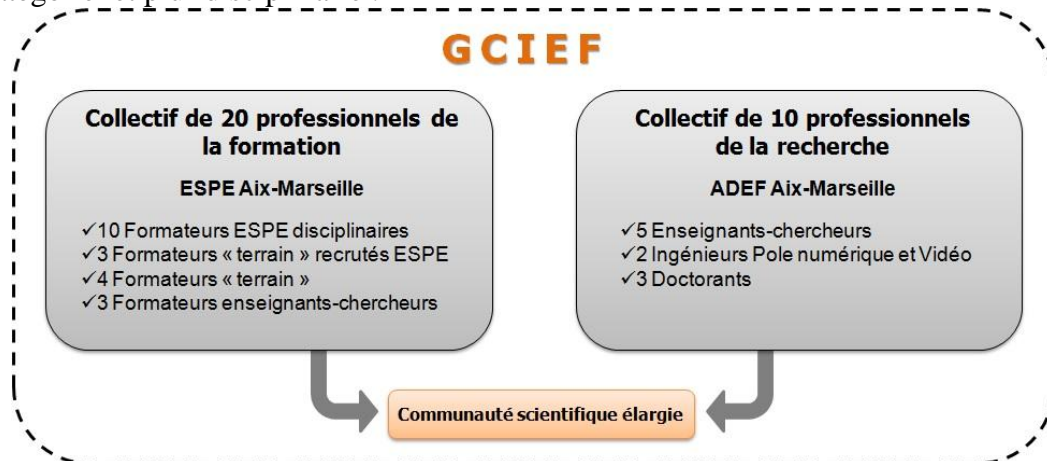 GCIEF
Collectif de 20 professionnels de
la formation
ESPE Aix-Marseille
✓10 Formateurs ESPE disciplinaires
✓3 Formateurs « terrain » recrutés ESPE
✓4 Formateurs « terrain »
✓3 Formateurs enseignants-chercheurs
Collectif de 10 professionnels
de la recherche
ADEF Aix-Marseille
✓5 Enseignants-chercheurs
✓2 Ingénieurs Pole numérique et Vidéo
✓3 Doctorants
Communauté scientifique élargie